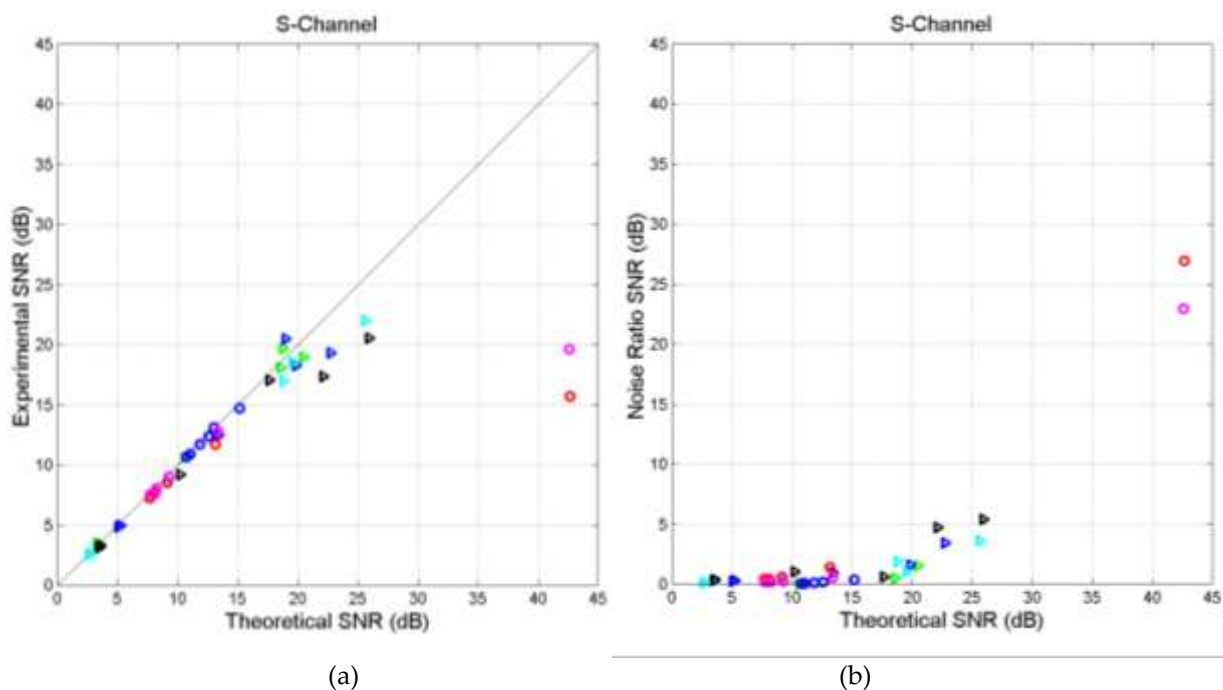 S-Channel
45
40
35
30
25
20
15
10
5
0
Experimental SNR (dB)
0 5 10 15 20 25 30 35 40 45
Theoretical SNR (dB)
(a)
S-Channel
45
40
35
30
25
20
15
10
5
0
Noise Ratio SNR (dB)
0 5 10 15 20 25 30 35 40 45
Theoretical SNR (dB)
(b)